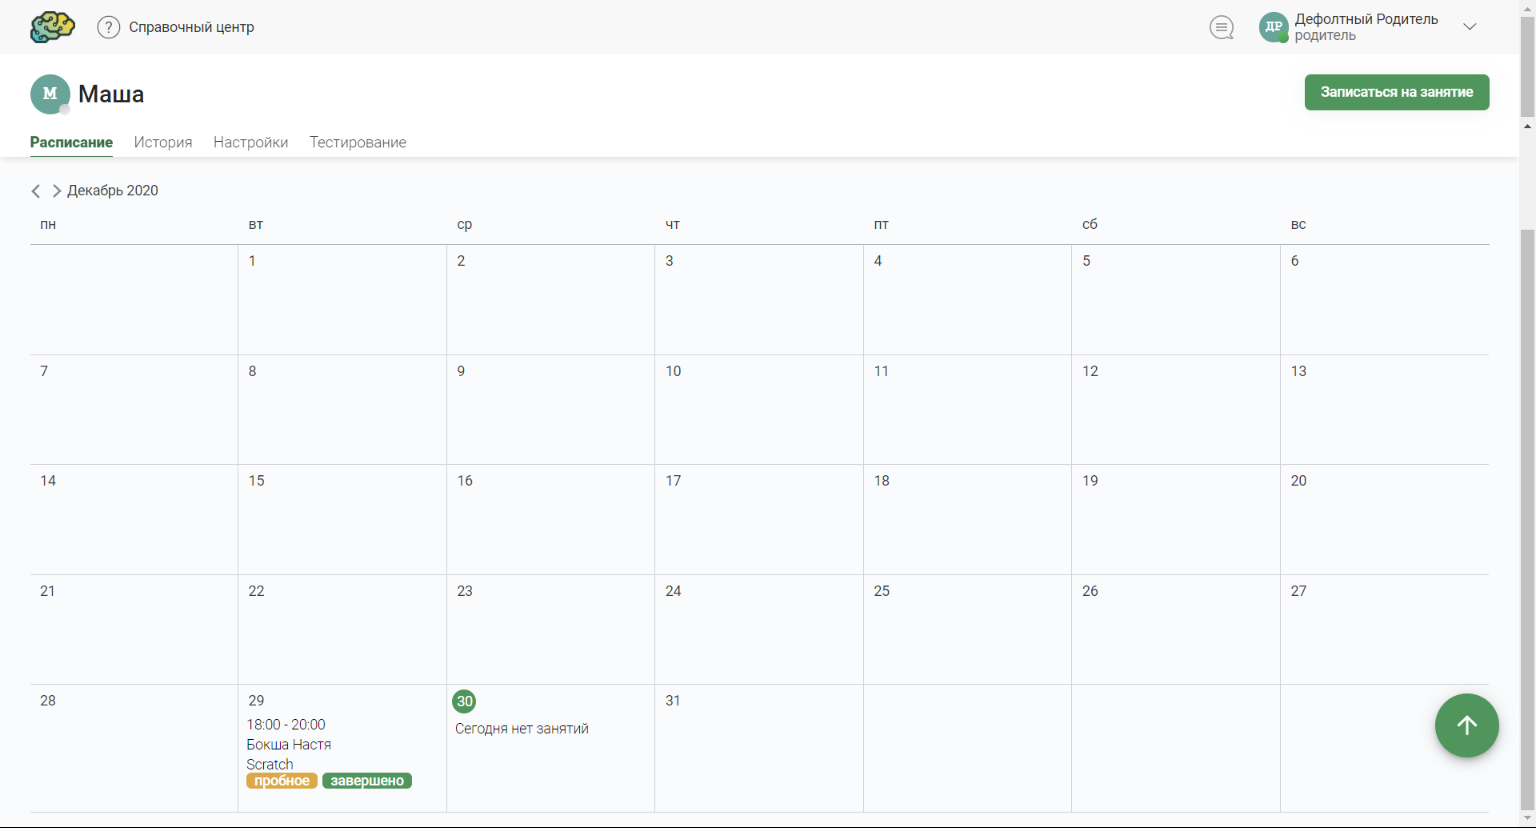 ? Справочный центр
ДР Дефолтный Родитель
родитель
М Маша
Записаться на занятие
Расписание История Настройки Тестирование
Декабрь 2020
пн вт ср чт пт сб вс
1 2 3 4 5 6
7 8 9 10 11 12 13
14 15 16 17 18 19 20
21 22 23 24 25 26 27
28 29 30 31
18:00 - 20:00
Сегодня нет занятий
Бокша Настя
Scratch
пробное завершено